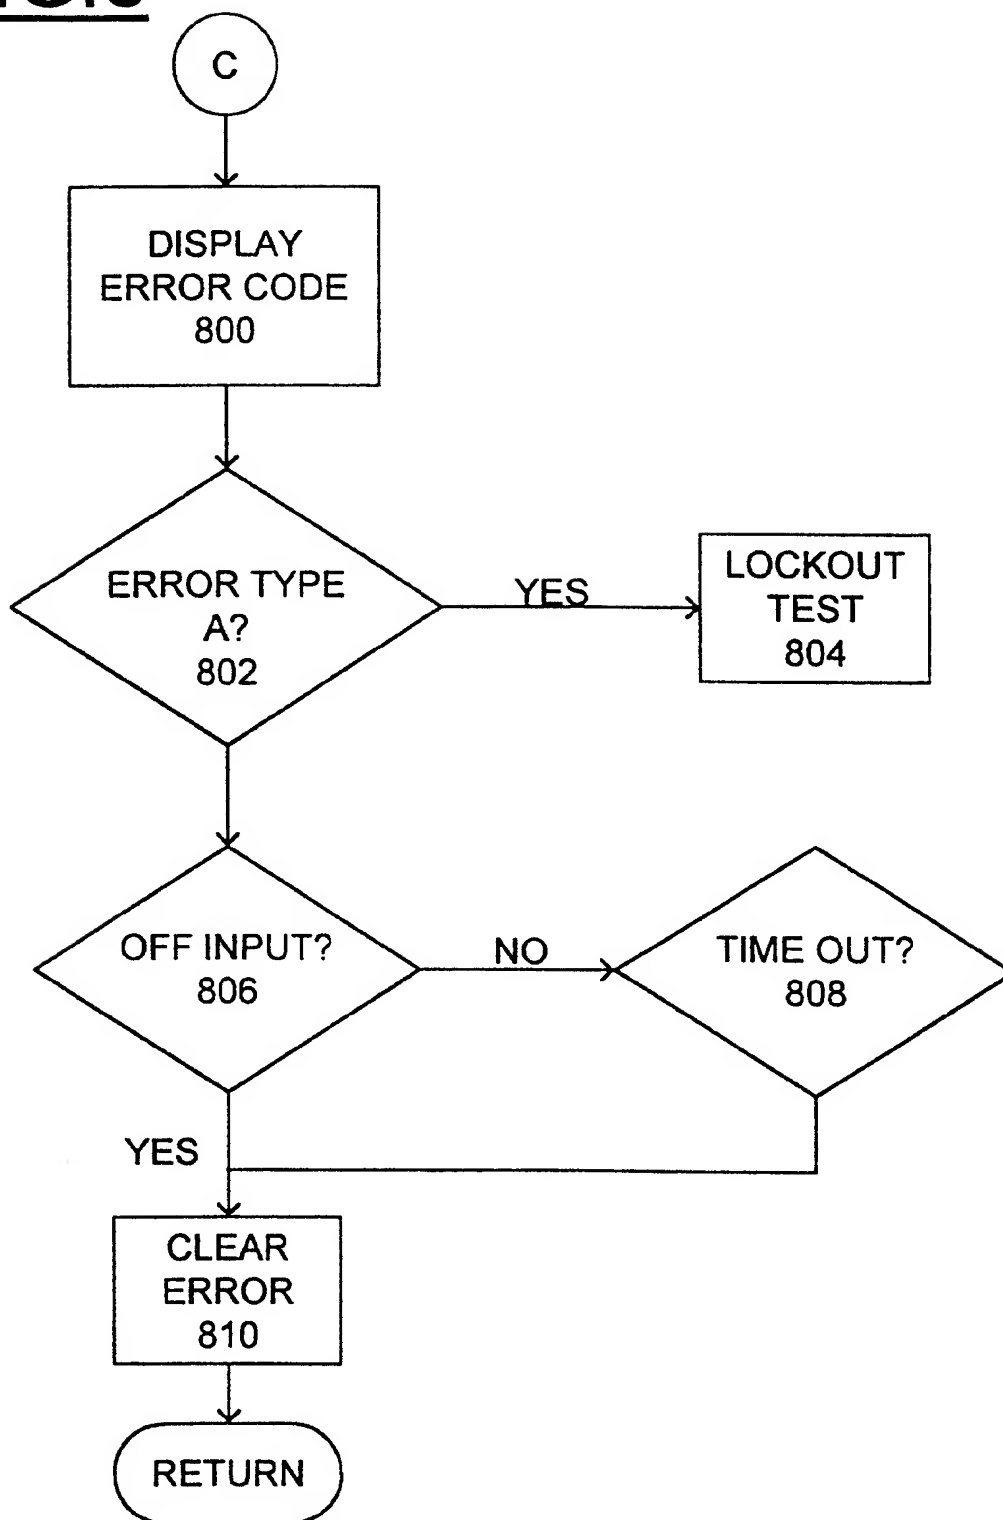 C
DISPLAY
ERROR CODE
800
ERROR TYPE
A?
802
YES
LOCKOUT
TEST
804
OFF INPUT?
806
NO
TIME OUT?
808
YES
CLEAR
ERROR
810
RETURN